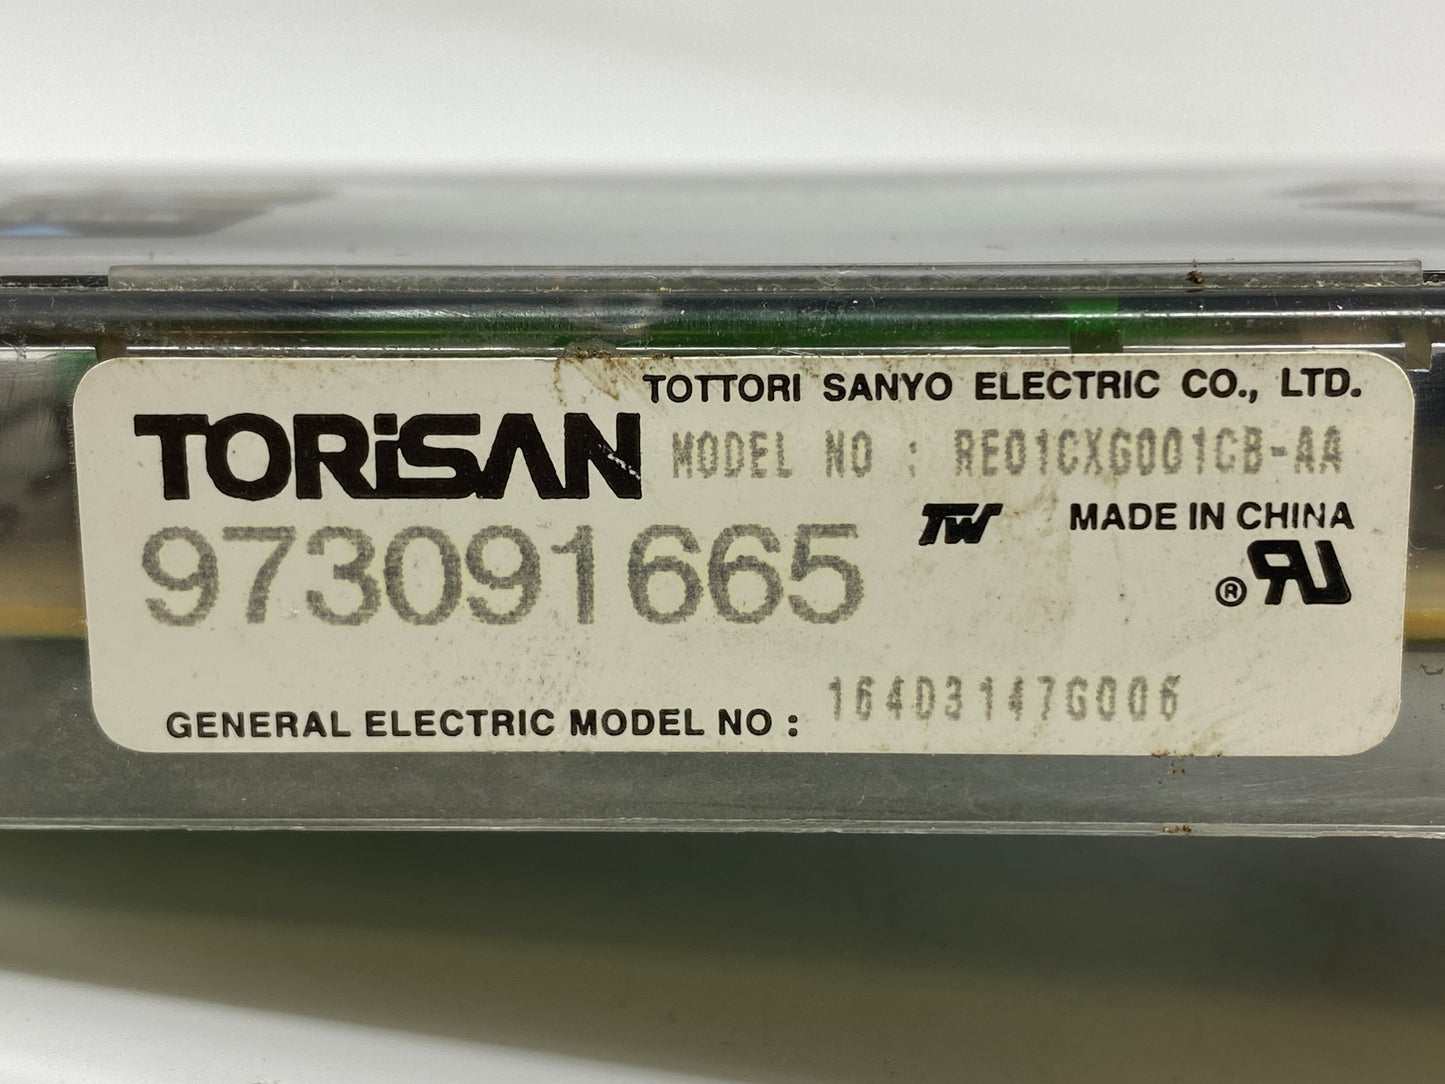 TOTTORI SANYO ELECTRIC CO., LTD.
TORiSAN
MODEL NO : RE01CXG001CB-AA
973091665
TW
MADE IN CHINA
® RU
GENERAL ELECTRIC MODEL NO : 164D3147G006